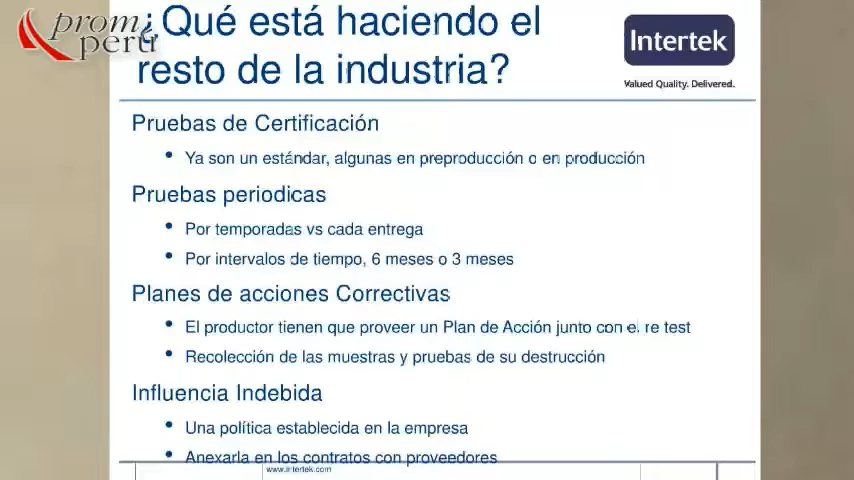 prom
perú
¿Qué está haciendo el
resto de la industria?
Intertek
Valued Quality. Delivered.
Pruebas de Certificación
• Ya son un estándar, algunas en preproducción o en producción
Pruebas periodicas
• Por temporadas vs cada entrega
• Por intervalos de tiempo, 6 meses o 3 meses
Planes de acciones Correctivas
• El productor tienen que proveer un Plan de Acción junto con el re test
• Recolección de las muestras y pruebas de su destrucción
Influencia Indebida
• Una política establecida en la empresa
• Anexarla en los contratos con proveedores
www.intertek.com